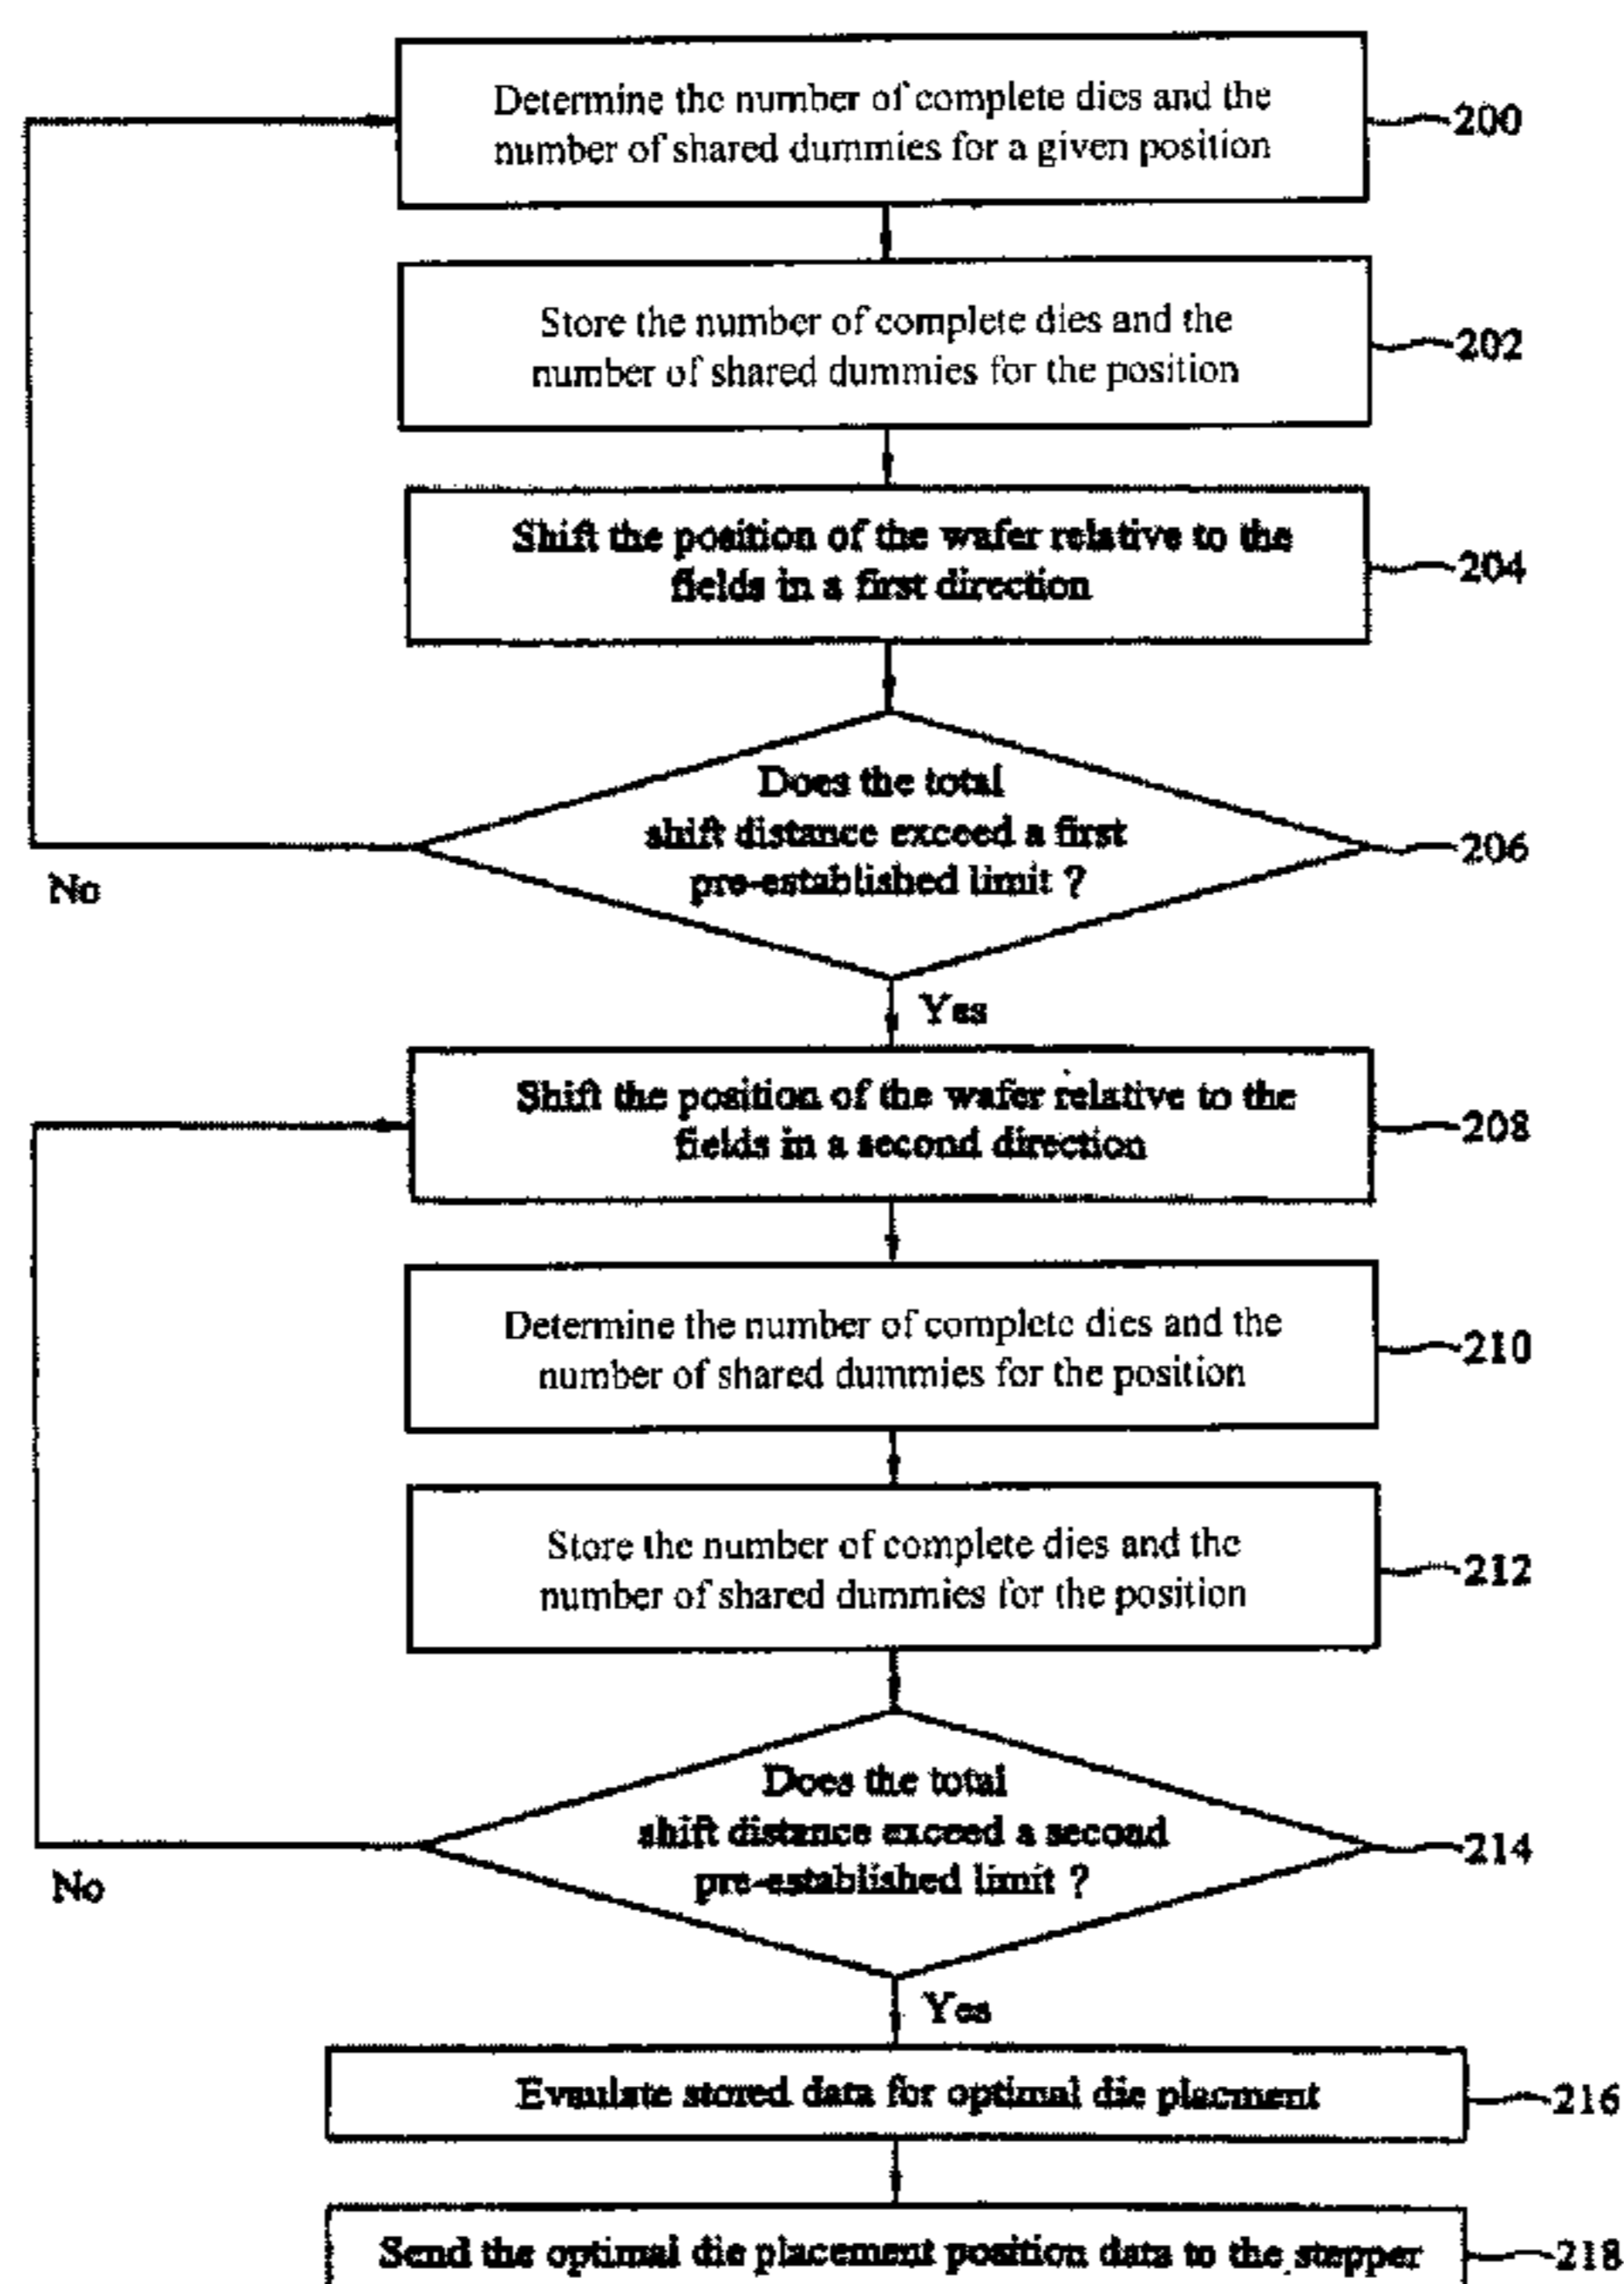 Determine the number of complete dies and the
number of shared dummies for a given position
200
Store the number of complete dies and the
number of shared dummies for the position
202
Shift the position of the wafer relative to the
fields in a first direction
204
Does the total
shift distance exceed a first
pre-established limit ?
206
No
Yes
Shift the position of the wafer relative to the
fields in a second direction
208
Determine the number of complete dies and the
number of shared dummies for the position
210
Store the number of complete dies and the
number of shared dummies for the position
212
Does the total
shift distance exceed a second
pre-established limit ?
214
No
Yes
Evaulate stored data for optimal die placment
216
Send the optimal die placement position data to the stepper
218